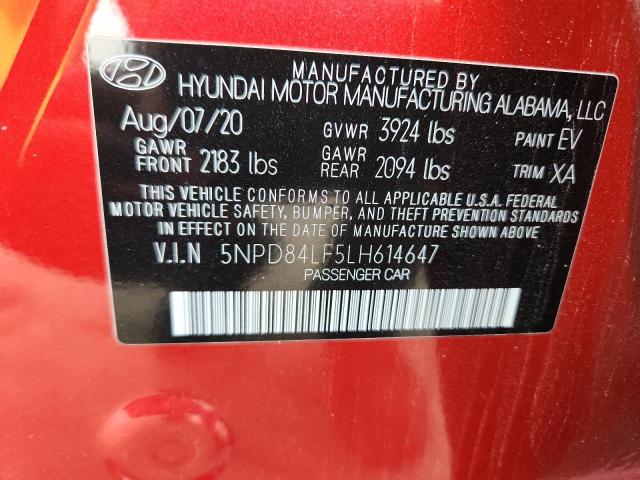 MANUFACTURED BY
HYUNDAI MOTOR MANUFACTURING ALABAMA, LLC
Aug/07/20 GVWR 3924 lbs PAINT EV
GAWR FRONT 2183 lbs GAWR REAR 2094 lbs TRIM XA
THIS VEHICLE CONFORMS TO ALL APPLICABLE U.S.A. FEDERAL
MOTOR VEHICLE SAFETY, BUMPER, AND THEFT PREVENTION STANDARDS
IN EFFECT ON THE DATE OF MANUFACTURE SHOWN ABOVE.
V.I.N 5NPD84LF5LH614647
PASSENGER CAR